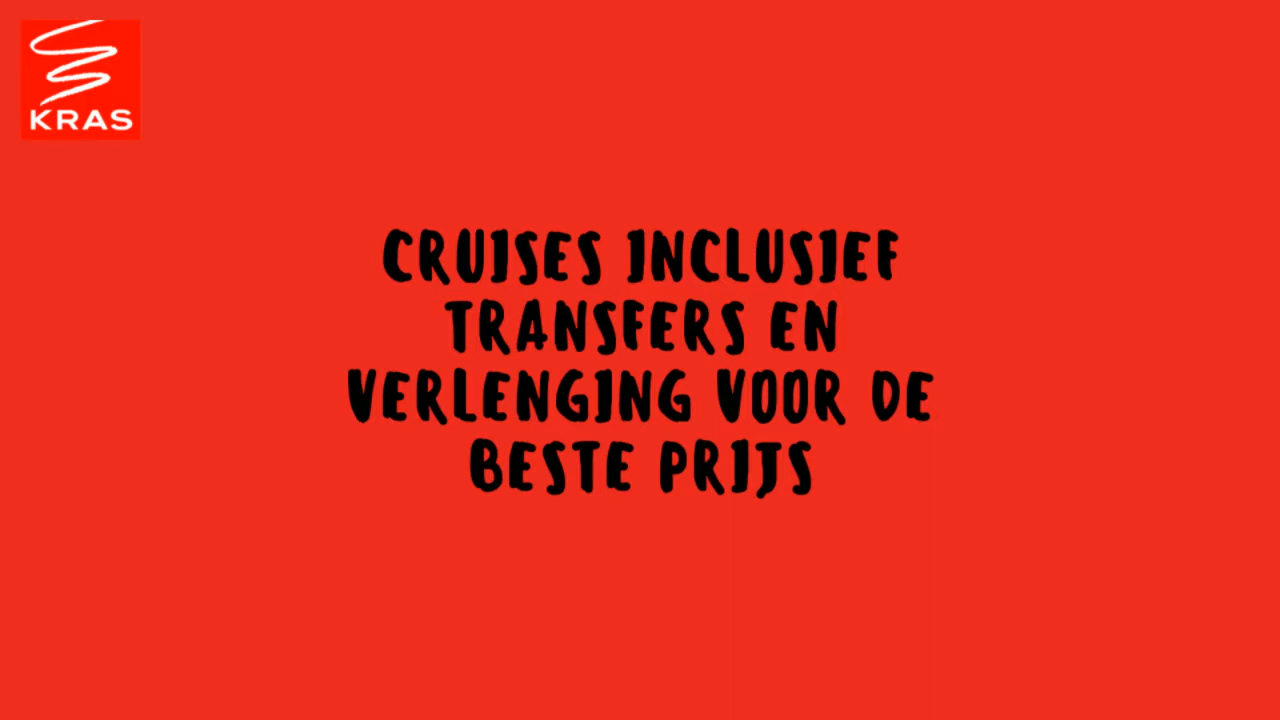 KRAS
CRUISES INCLUSIEF
TRANSFERS EN
VERLENGING VOOR DE
BESTE PRIJS